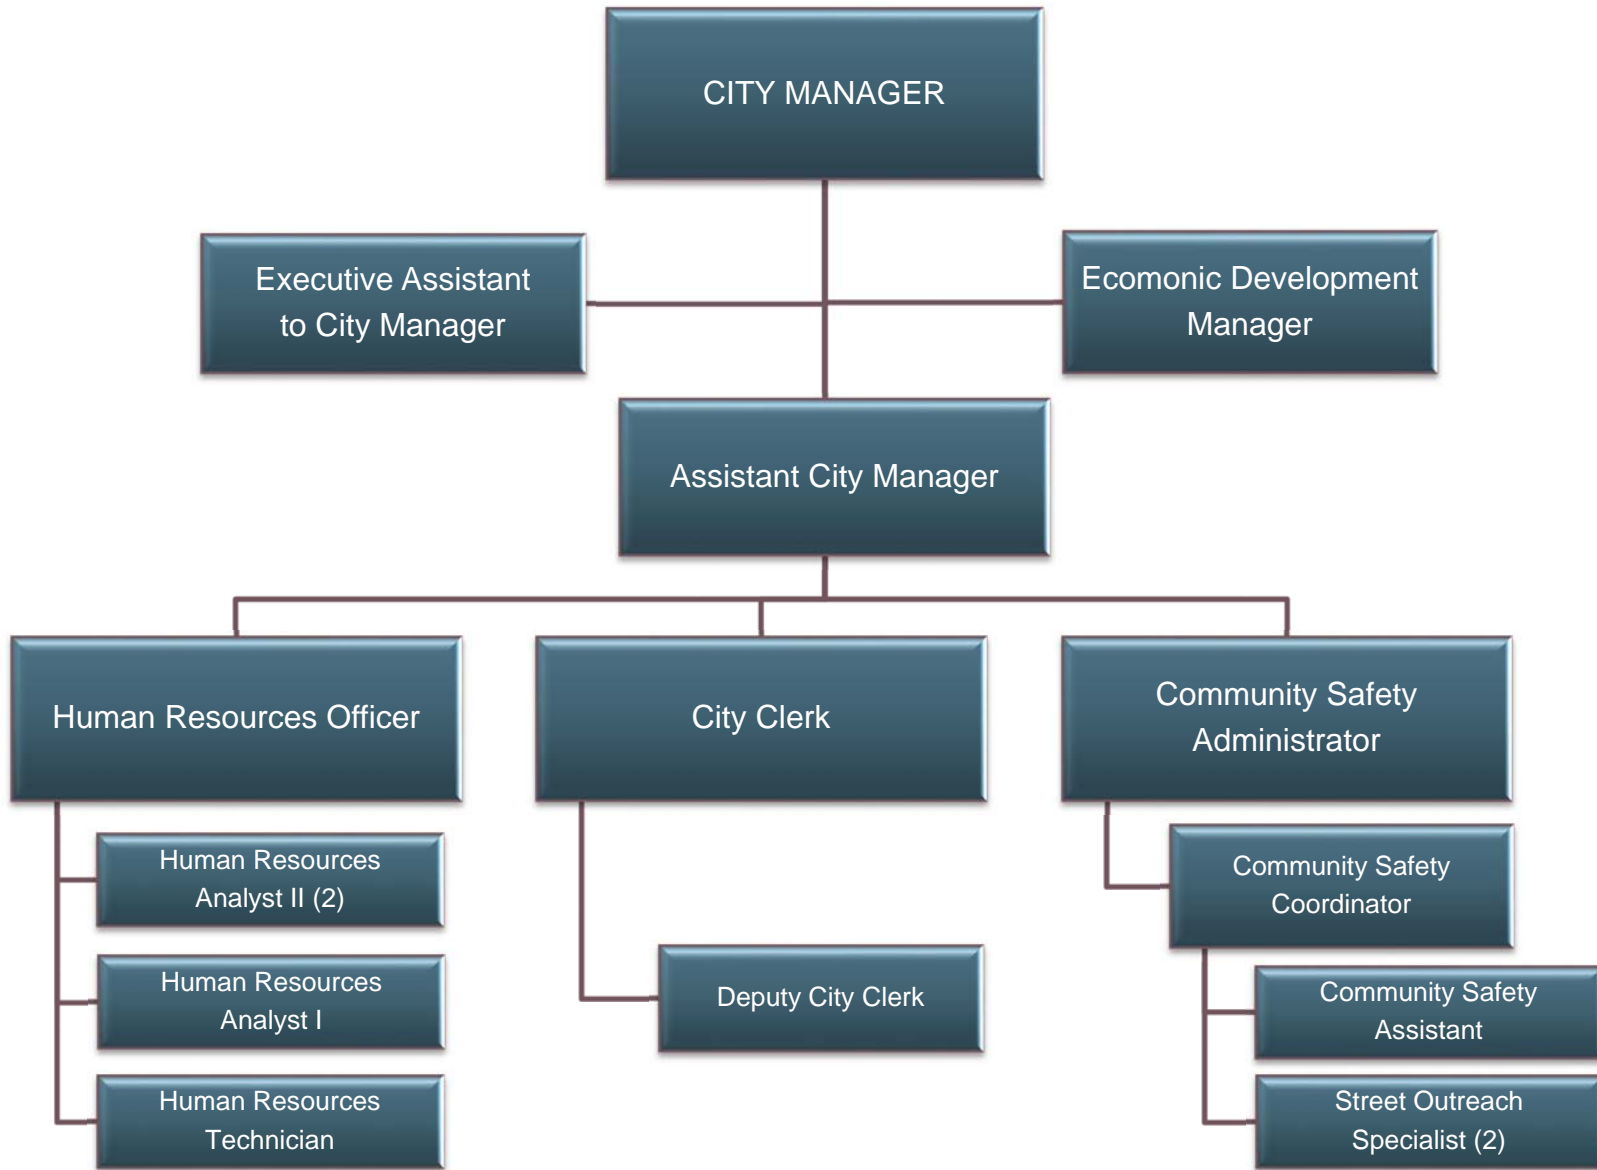 CITY MANAGER
Executive Assistant
to City Manager
Ecomonic Development
Manager
Assistant City Manager
Human Resources Officer
City Clerk
Community Safety
Administrator
Human Resources
Analyst II (2)
Human Resources
Analyst I
Human Resources
Technician
Deputy City Clerk
Community Safety
Coordinator
Community Safety
Assistant
Street Outreach
Specialist (2)